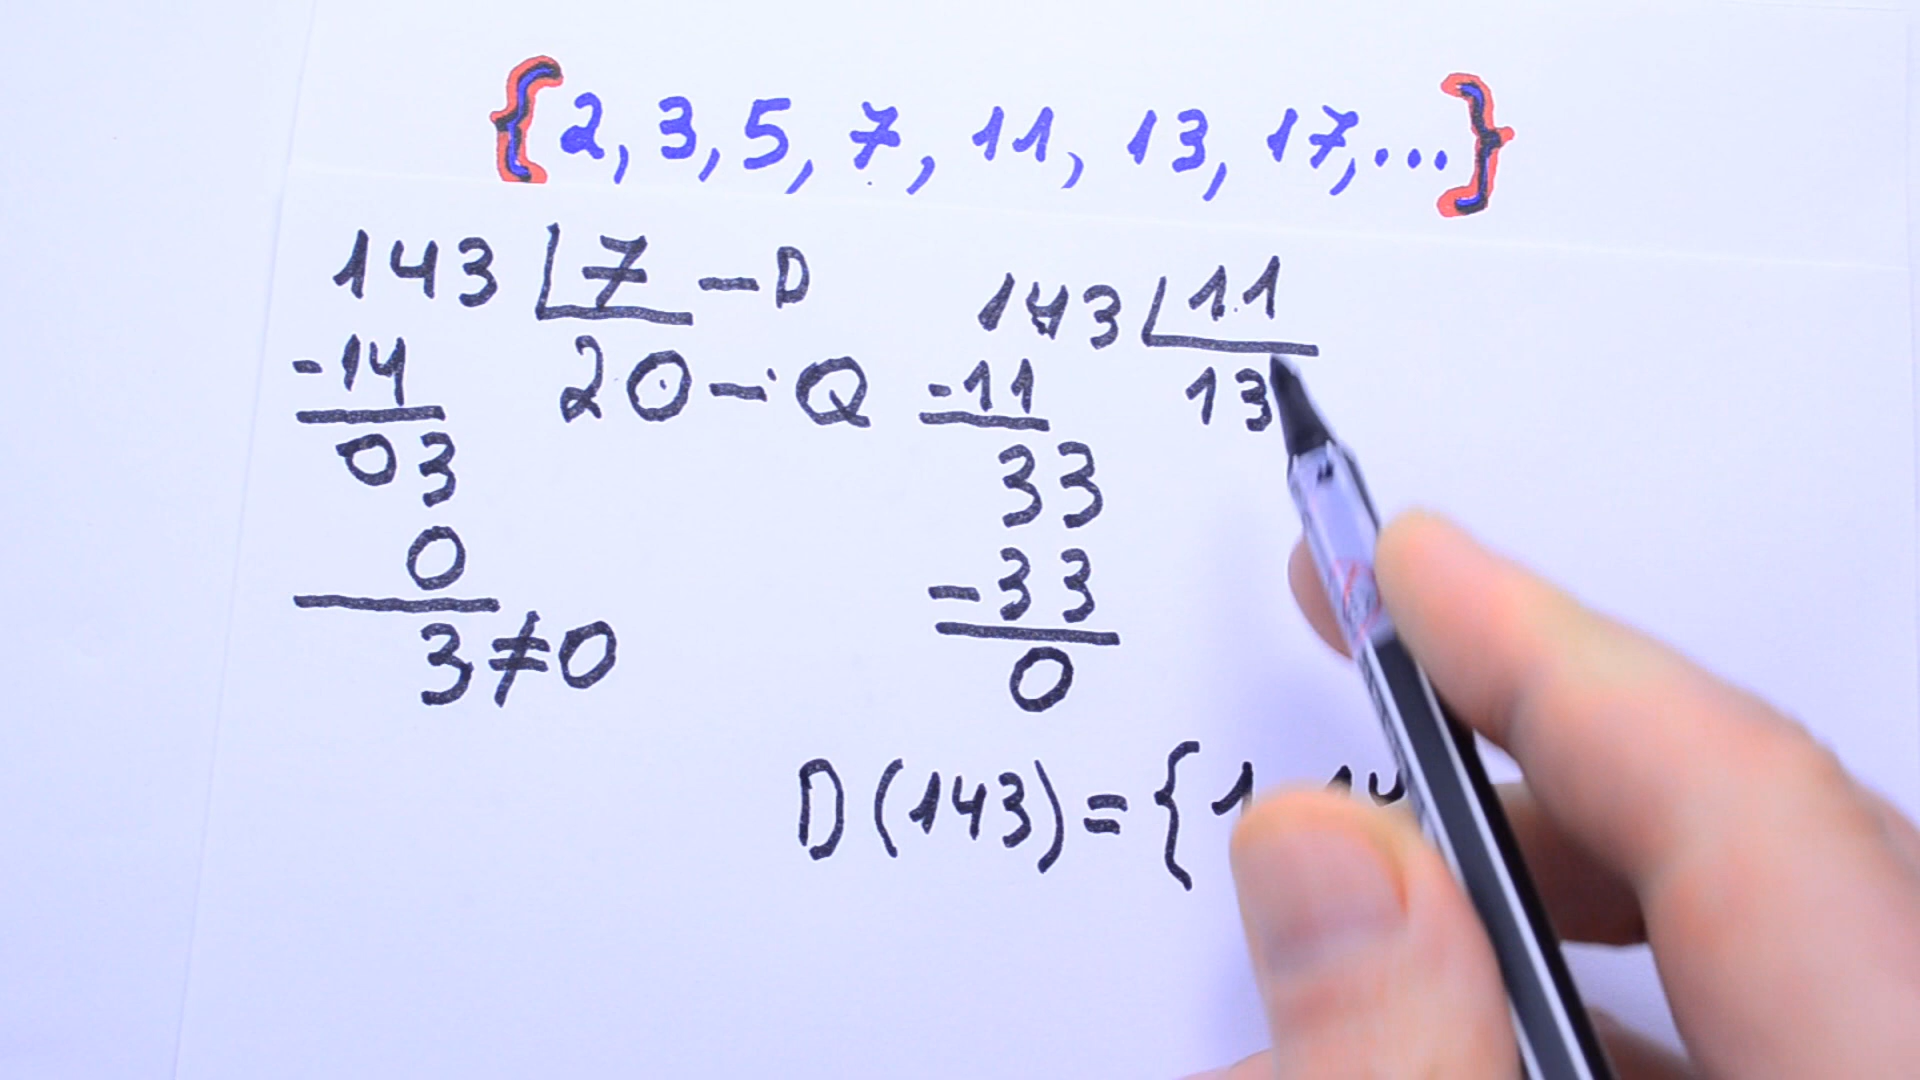 {2, 3, 5, 7, 11, 13, 17,...}
143 7 - D
-14 20 - Q
03
0
3≠0
143 11
-11 13
33
-33
0
D(143)={1